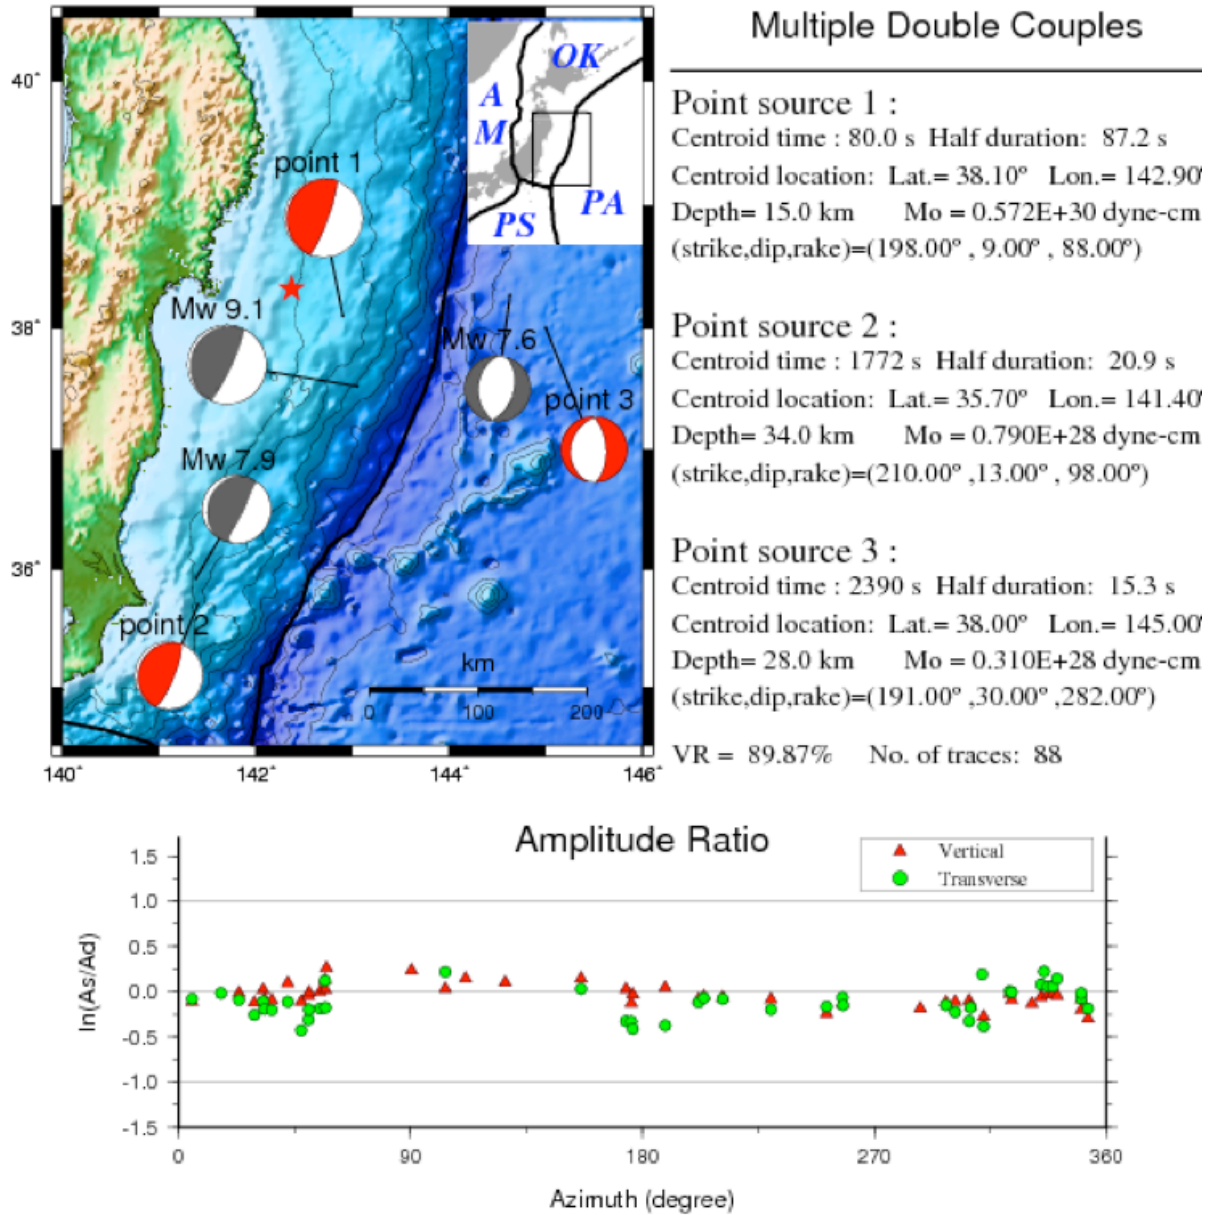 Multiple Double Couples
Point source 1 :
Centroid time : 80.0 s Half duration: 87.2 s
Centroid location: Lat.= 38.10° Lon.= 142.90°
Depth= 15.0 km Mo = 0.572E+30 dyne-cm
(strike,dip,rake)=(198.00° , 9.00° , 88.00°)
Point source 2 :
Centroid time : 1772 s Half duration: 20.9 s
Centroid location: Lat.= 35.70° Lon.= 141.40°
Depth= 34.0 km Mo = 0.790E+28 dyne-cm
(strike,dip,rake)=(210.00° ,13.00° , 98.00°)
Point source 3 :
Centroid time : 2390 s Half duration: 15.3 s
Centroid location: Lat.= 38.00° Lon.= 145.00°
Depth= 28.0 km Mo = 0.310E+28 dyne-cm
(strike,dip,rake)=(191.00° ,30.00° ,282.00°)
VR = 89.87% No. of traces: 88
40°
38°
36°
140°
142°
144°
146°
OK
A
M
PS
PA
point 1
Mw 9.1
Mw 7.6
point 3
Mw 7.9
point 2
km
0
100
200
Amplitude Ratio
Vertical
Transverse
ln(As/Ad)
1.5
1.0
0.5
0.0
-0.5
-1.0
-1.5
0
90
180
270
360
Azimuth (degree)